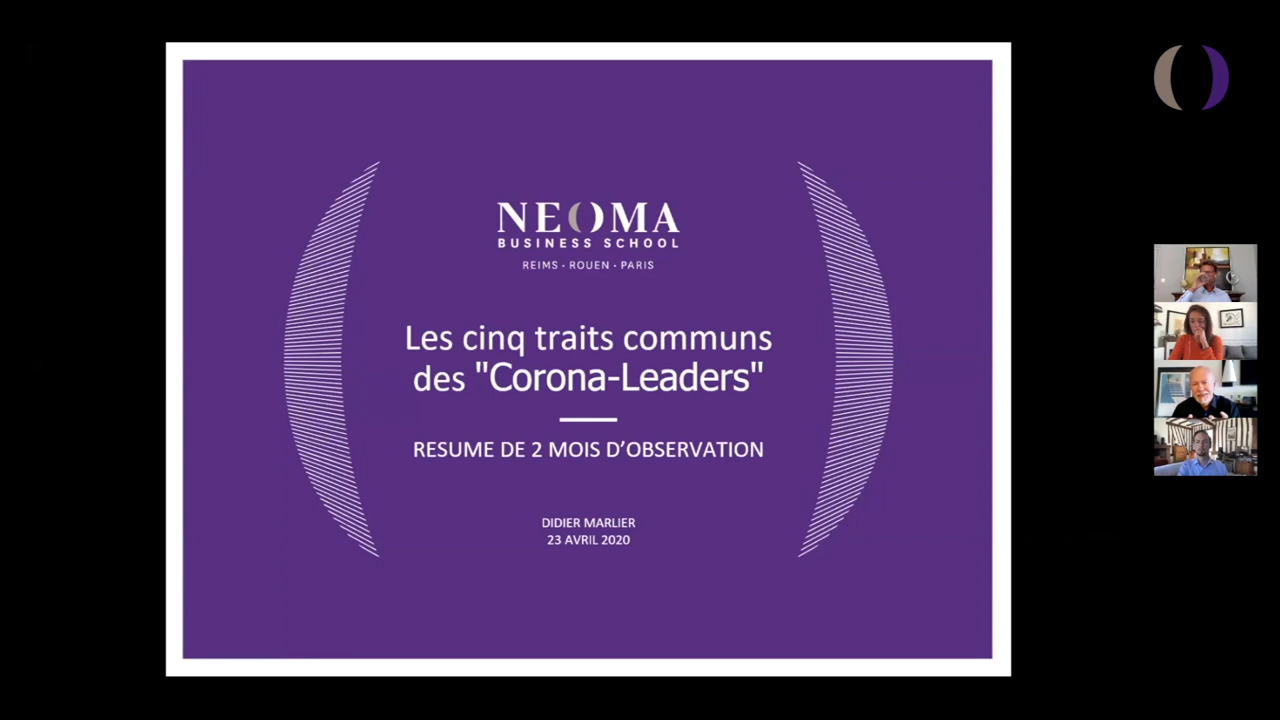 NEOMA
BUSINESS SCHOOL
REIMS • ROUEN • PARIS
Les cinq traits communs
des "Corona-Leaders"
RESUME DE 2 MOIS D’OBSERVATION
DIDIER MARLIER
23 AVRIL 2020